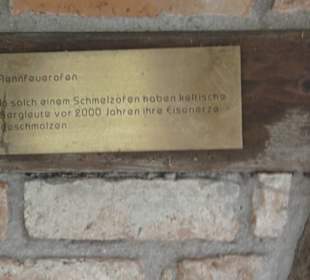 Rennfeuerofen
In solch einem Schmelzofen haben keltische
Bergleute vor 2000 Jahren ihre Eisenerze
geschmolzen